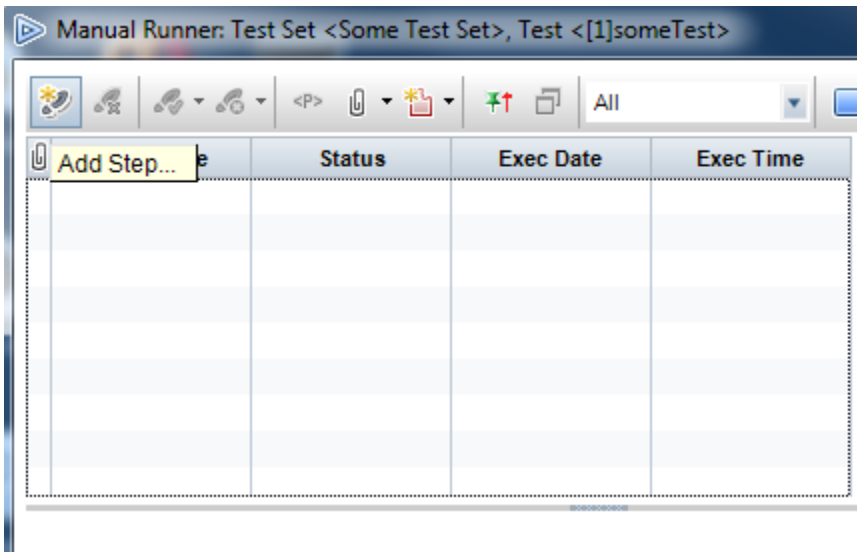 Manual Runner: Test Set <Some Test Set>, Test <[1]someTest>
<P> All
Add Step... e Status Exec Date Exec Time